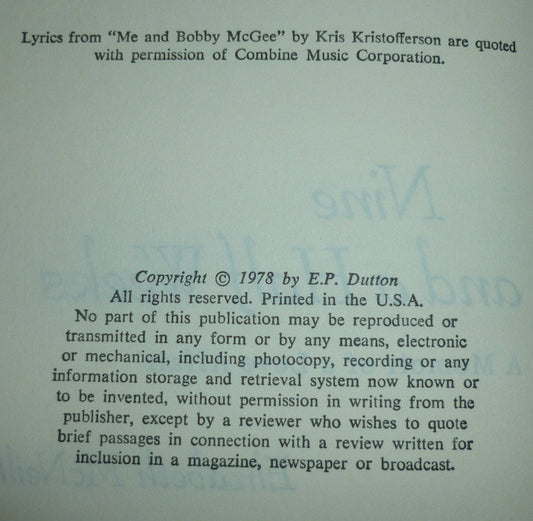 Lyrics from "Me and Bobby McGee" by Kris Kristofferson are quoted
with permission of Combine Music Corporation.
Nine
and a Half Weeks
Copyright © 1978 by E.P. Dutton
All rights reserved. Printed in the U.S.A.
No part of this publication may be reproduced or
transmitted in any form or by any means, electronic
or mechanical, including photocopy, recording or any
information storage and retrieval system now known or
to be invented, without permission in writing from the
publisher, except by a reviewer who wishes to quote
brief passages in connection with a review written for
inclusion in a magazine, newspaper or broadcast.